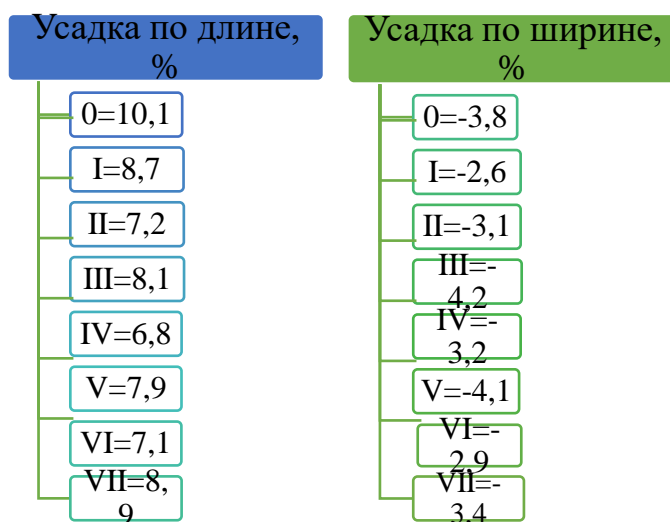 Усадка по длине,
%
0=10,1
I=8,7
II=7,2
III=8,1
IV=6,8
V=7,9
VI=7,1
VII=8,
9
Усадка по ширине,
%
0=-3,8
I=-2,6
II=-3,1
III=-
4,2
IV=-
3,2
V=-4,1
VI=-
2,9
VII=-
3,4